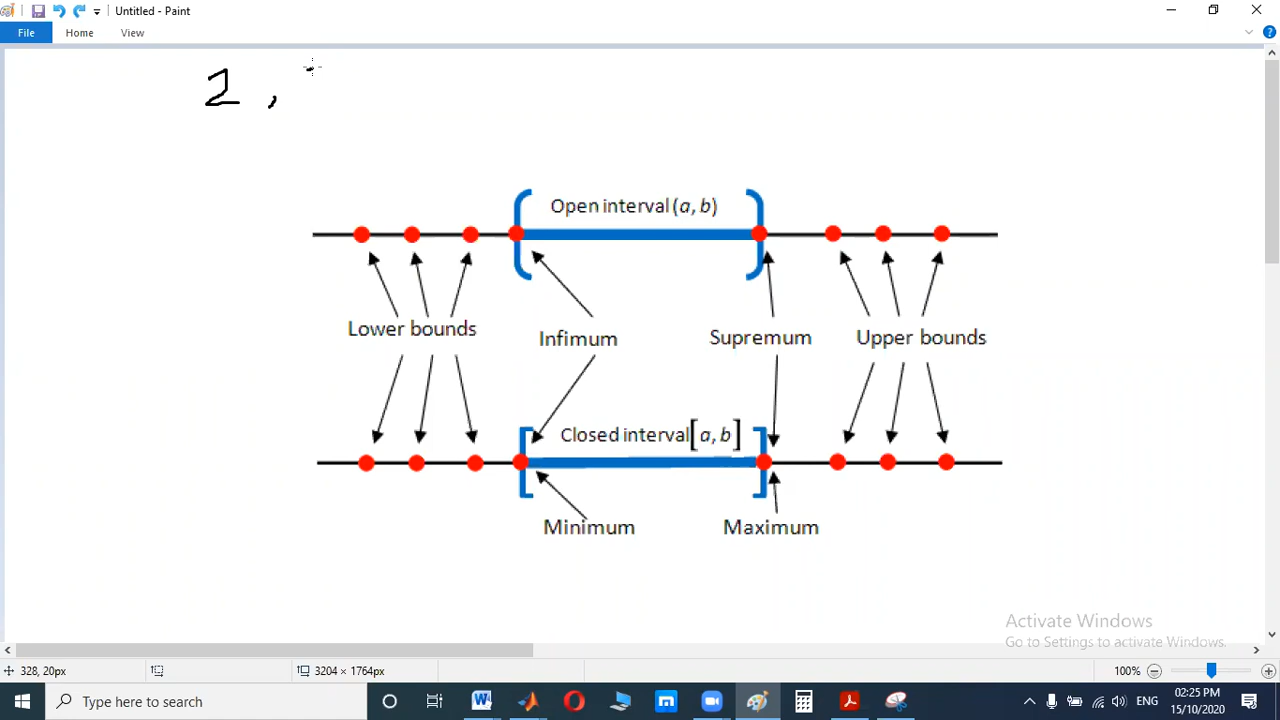 Untitled - Paint
File Home View
2 ,
Open interval (a, b)
Lower bounds Infimum Supremum Upper bounds
Closed interval [a, b]
Minimum Maximum
Activate Windows
Go to Settings to activate Windows.
328, 20px 3204 × 1764px 100%
Type here to search ENG 02:25 PM
15/10/2020